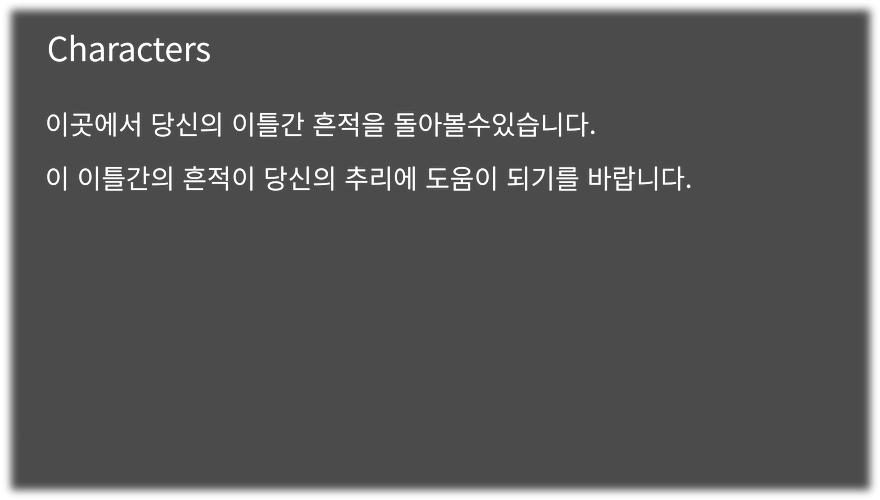 Characters
이곳에서 당신의 이틀간 흔적을 돌아볼수있습니다.
이 이틀간의 흔적이 당신의 추리에 도움이 되기를 바랍니다.